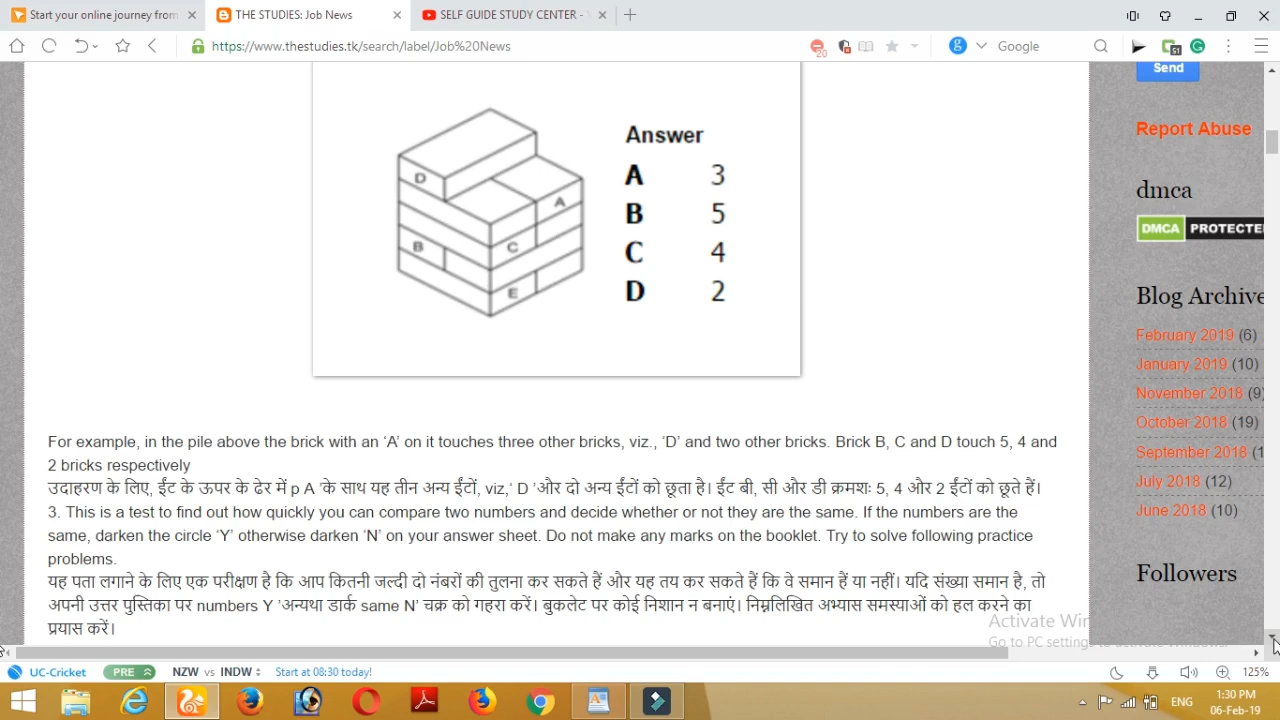 Start your online journey from
THE STUDIES: Job News
SELF GUIDE STUDY CENTER -
https://www.thestudies.tk/search/label/Job%20News
20
g
Google
51
G
Send
Answer
A 3
B 5
C 4
D 2
D
A
B
C
E
Report Abuse
dmca
DMCA PROTECTE
Blog Archive
February 2019 (6)
January 2019 (10)
November 2018 (9)
October 2018 (19)
September 2018 (1
July 2018 (12)
June 2018 (10)
Followers
For example, in the pile above the brick with an ‘A’ on it touches three other bricks, viz., ‘D’ and two other bricks. Brick B, C and D touch 5, 4 and
2 bricks respectively
उदाहरण के लिए, ईंट के ऊपर के ढेर में p A ’के साथ यह तीन अन्य ईंटों, viz,‘ D ’और दो अन्य ईंटों को छूता है। ईंट बी, सी और डी क्रमशः 5, 4 और 2 ईंटों को छूते हैं।
3. This is a test to find out how quickly you can compare two numbers and decide whether or not they are the same. If the numbers are the
same, darken the circle ‘Y’ otherwise darken ‘N’ on your answer sheet. Do not make any marks on the booklet. Try to solve following practice
problems.
यह पता लगाने के लिए एक परीक्षण है कि आप कितनी जल्दी दो नंबरों की तुलना कर सकते हैं और यह तय कर सकते हैं कि वे समान हैं या नहीं। यदि संख्या समान है, तो
अपनी उत्तर पुस्तिका पर numbers Y ’अन्यथा डार्क same N’ चक्र को गहरा करें। बुकलेट पर कोई निशान न बनाएं। निम्नलिखित अभ्यास समस्याओं को हल करने का
प्रयास करें।
Activate Win
Go to PC settings to activate Windows.
UC-Cricket PRE NZW vs INDW Start at 08:30 today!
125%
ENG
1:30 PM
06-Feb-19